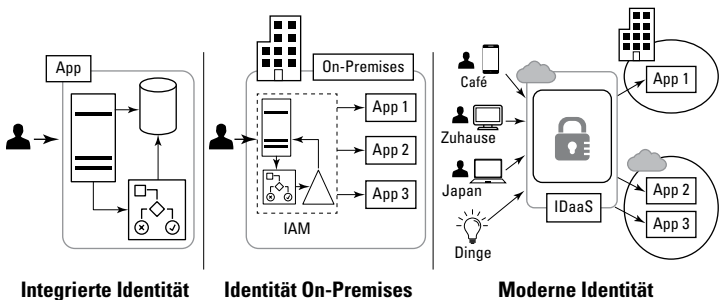 App
Integrierte Identität
On-Premises
App 1
App 2
App 3
IAM
Identität On-Premises
Café
Zuhause
Japan
Dinge
IDaaS
App 1
App 2
App 3
Moderne Identität